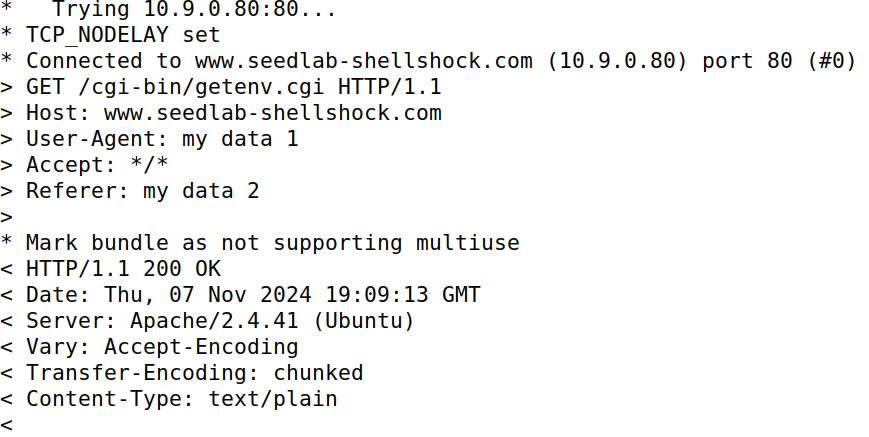 *   Trying 10.9.0.80:80...
* TCP_NODELAY set
* Connected to www.seedlab-shellshock.com (10.9.0.80) port 80 (#0)
> GET /cgi-bin/getenv.cgi HTTP/1.1
> Host: www.seedlab-shellshock.com
> User-Agent: my data 1
> Accept: */*
> Referer: my data 2
>
* Mark bundle as not supporting multiuse
< HTTP/1.1 200 OK
< Date: Thu, 07 Nov 2024 19:09:13 GMT
< Server: Apache/2.4.41 (Ubuntu)
< Vary: Accept-Encoding
< Transfer-Encoding: chunked
< Content-Type: text/plain
<